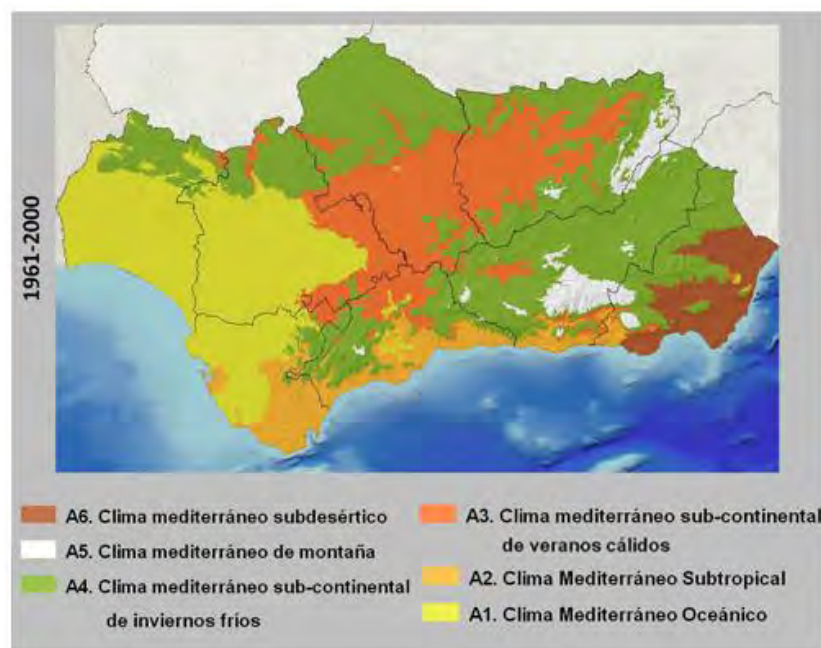 1961-2000
A6. Clima mediterráneo subdesértico
A5. Clima mediterráneo de montaña
A4. Clima mediterráneo sub-continental
de inviernos fríos
A3. Clima mediterráneo sub-continental
de veranos cálidos
A2. Clima Mediterráneo Subtropical
A1. Clima Mediterráneo Oceánico